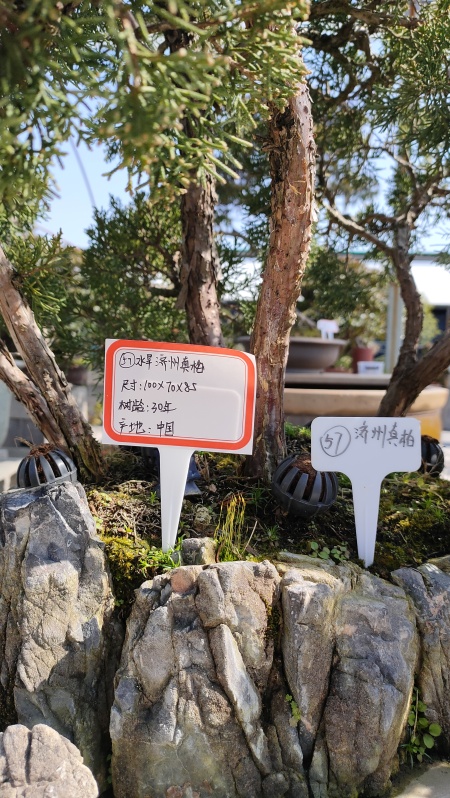 57 水旱济州真柏
尺寸:100×70×85
树龄:30年
产地:中国
57 济州真柏